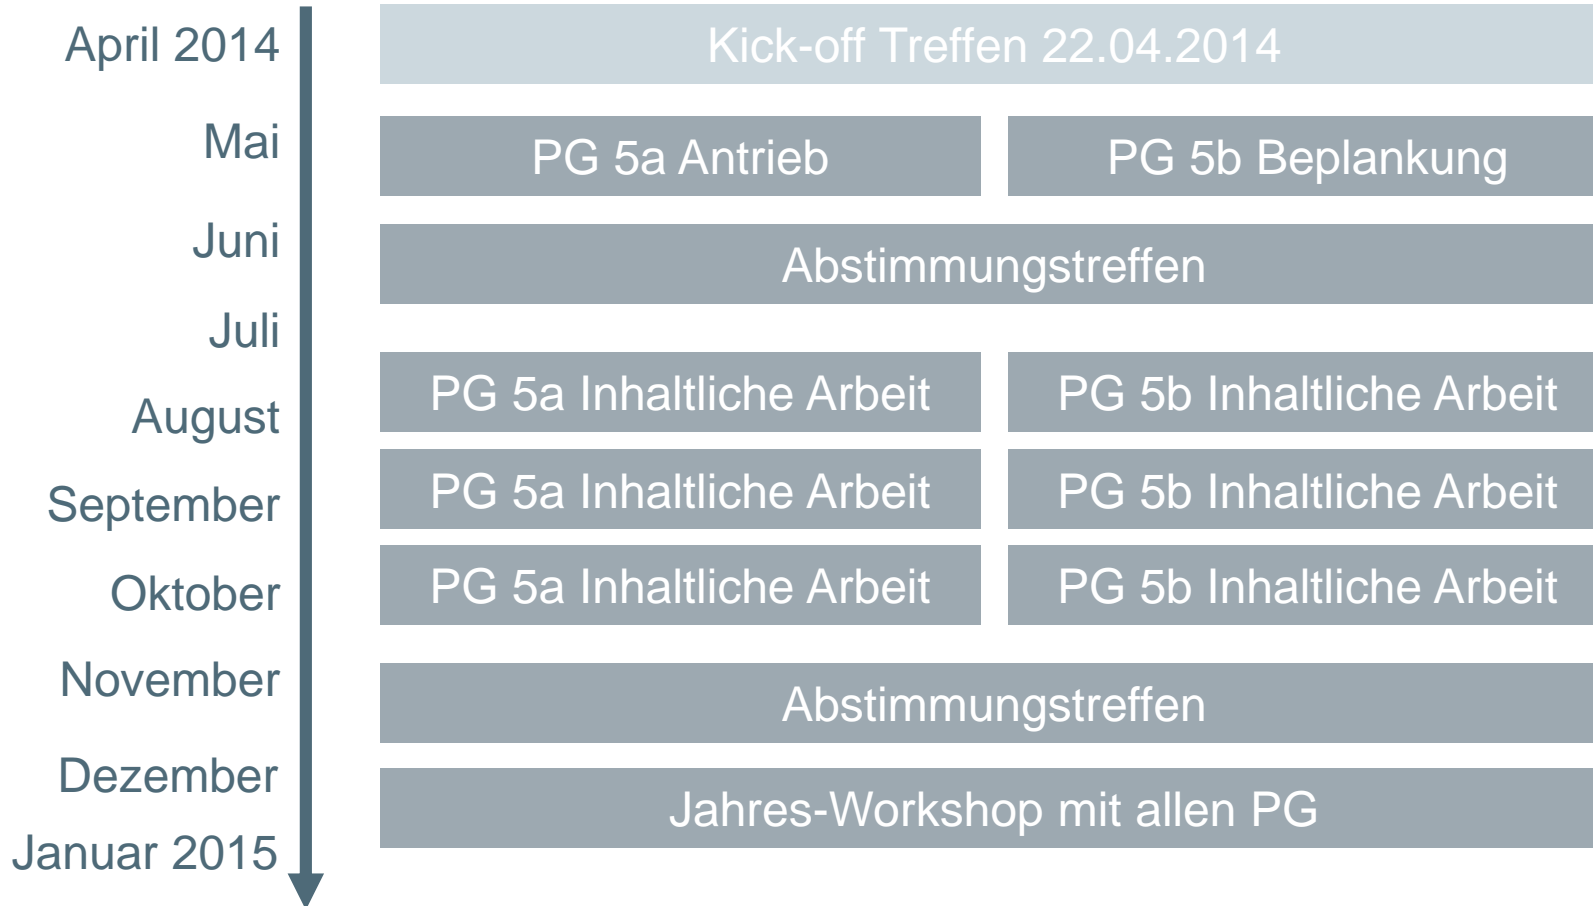 April 2014
Kick-off Treffen 22.04.2014
Mai
PG 5a Antrieb
PG 5b Beplankung
Juni
Abstimmungstreffen
Juli
August
PG 5a Inhaltliche Arbeit
PG 5b Inhaltliche Arbeit
September
PG 5a Inhaltliche Arbeit
PG 5b Inhaltliche Arbeit
Oktober
PG 5a Inhaltliche Arbeit
PG 5b Inhaltliche Arbeit
November
Abstimmungstreffen
Dezember
Jahres-Workshop mit allen PG
Januar 2015